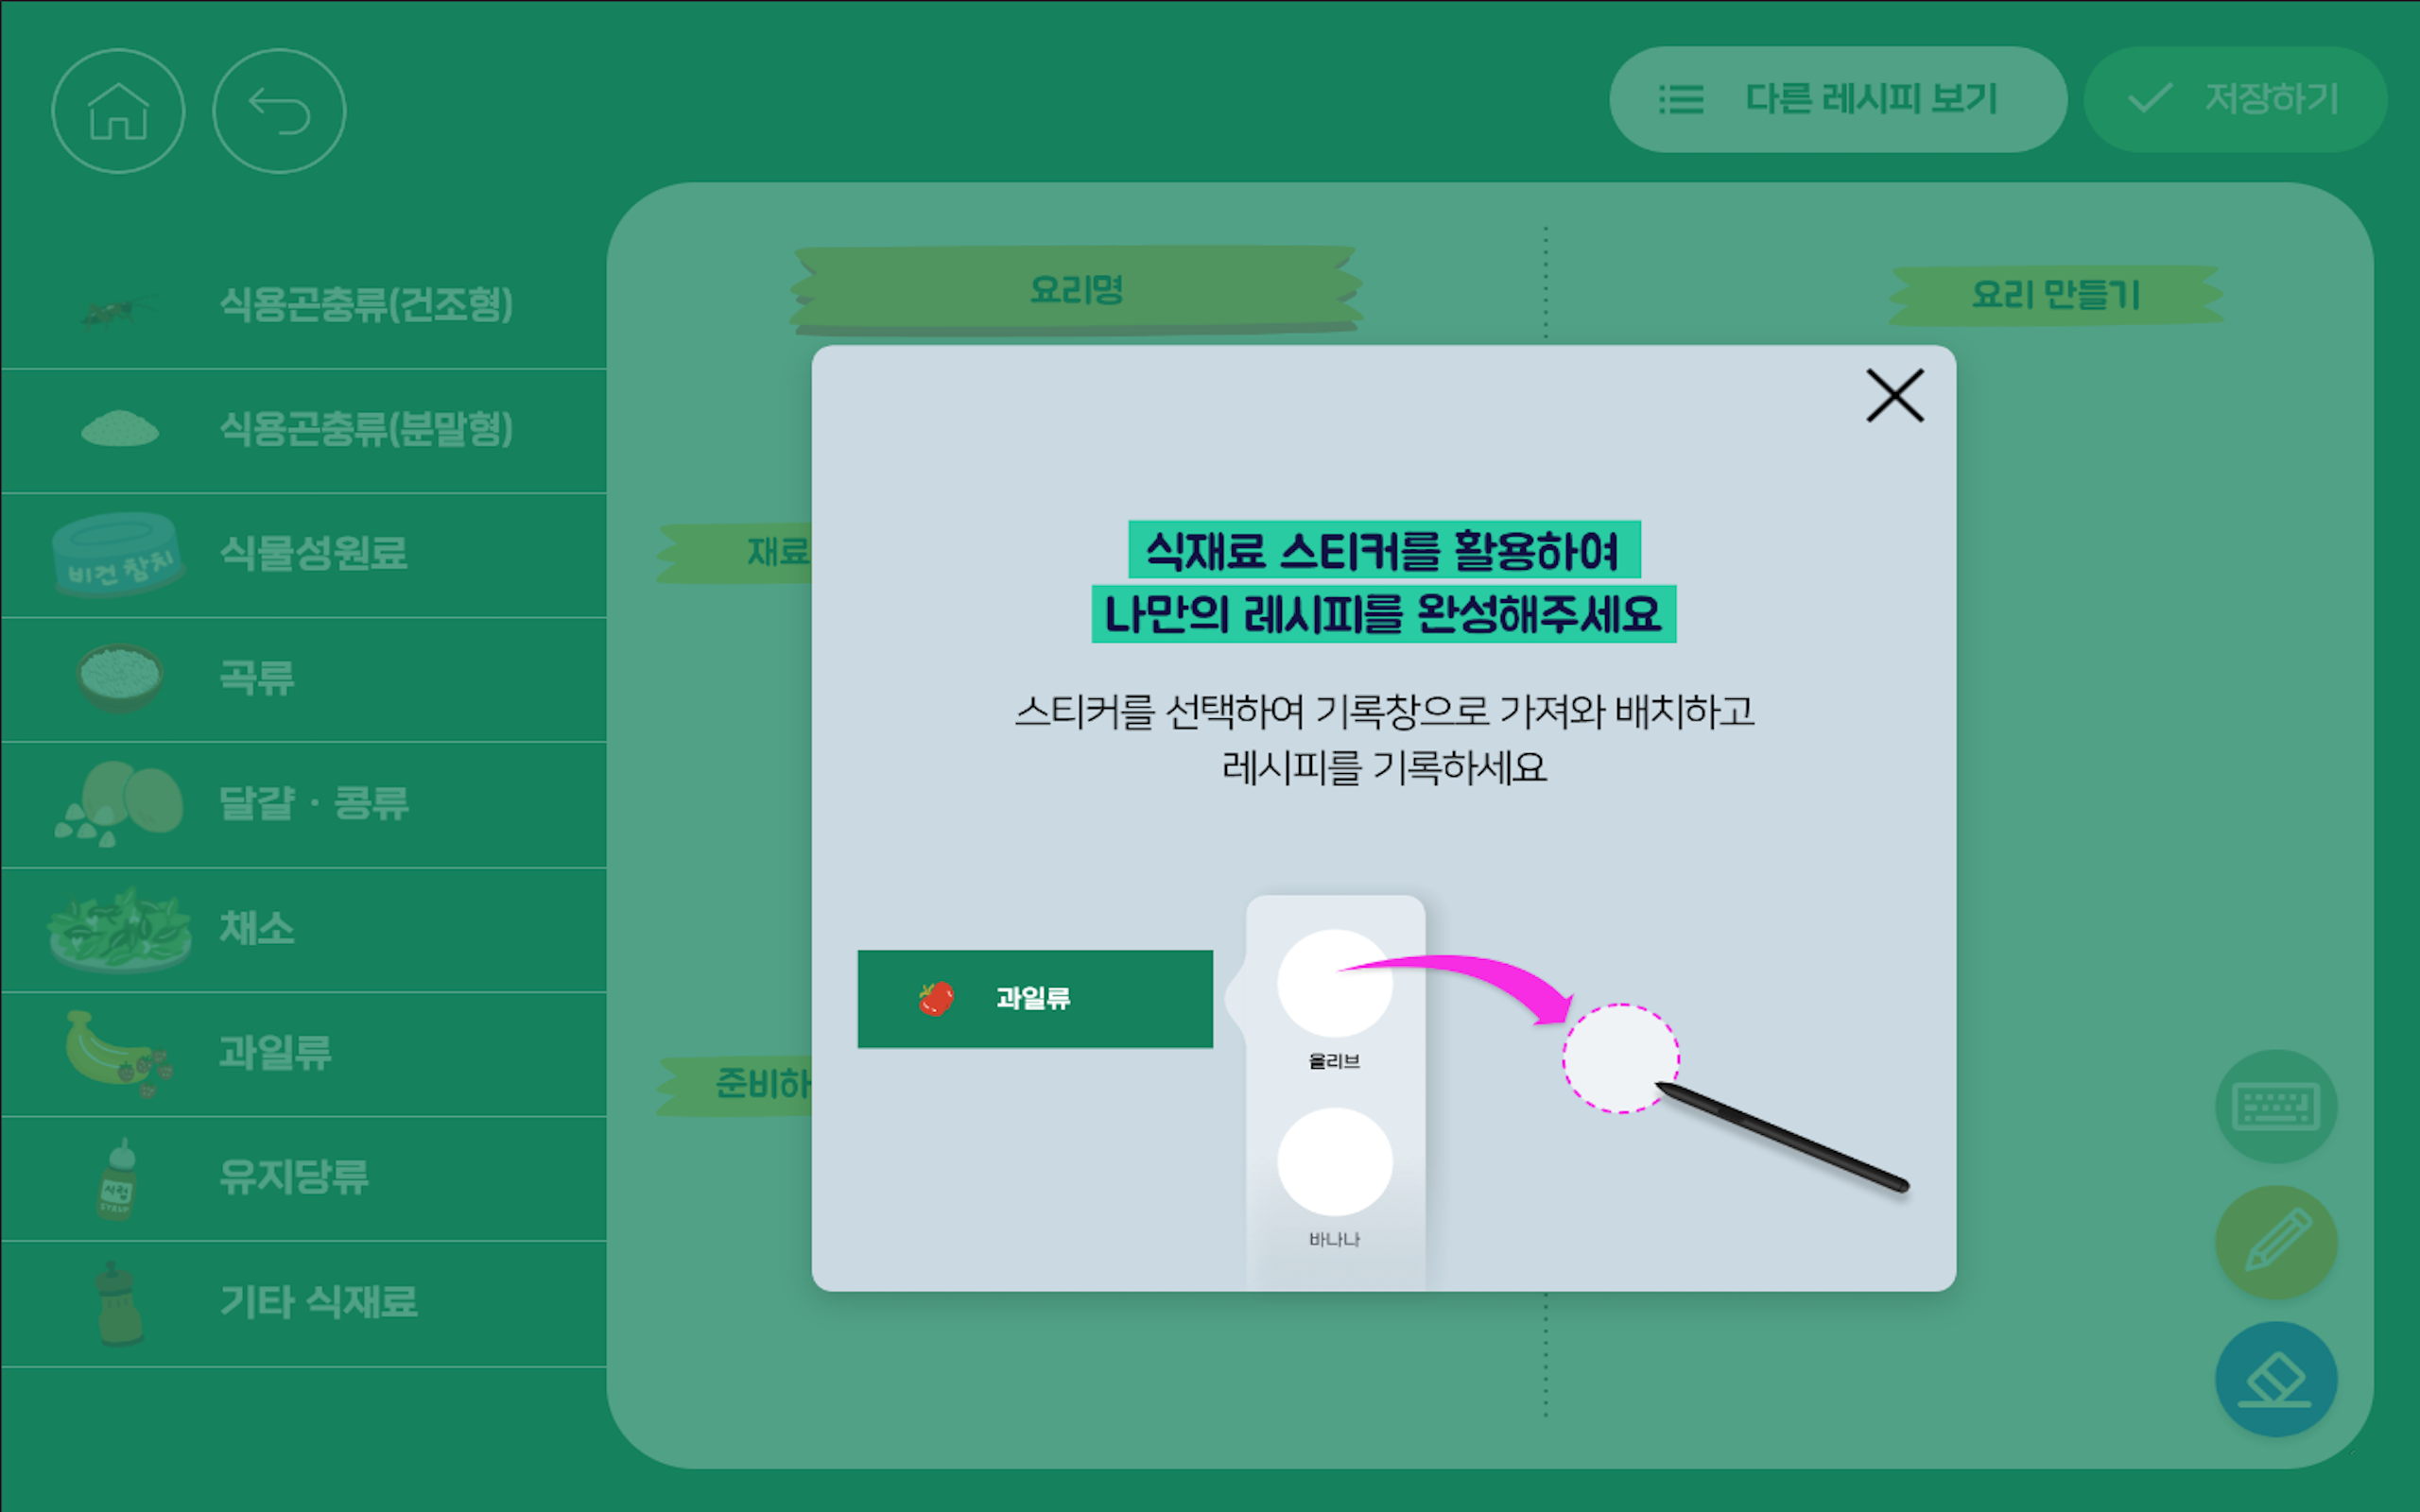 다른 레시피 보기
저장하기
식용곤충류(건조형)
식용곤충류(분말형)
비건 참치
식물성원료
곡류
달걀 · 콩류
채소
과일류
시럽
SYRUP
유지당류
기타 식재료
요리명
요리 만들기
재료
준비하
식재료 스티커를 활용하여
나만의 레시피를 완성해주세요
스티커를 선택하여 기록창으로 가져와 배치하고
레시피를 기록하세요
과일류
올리브
바나나